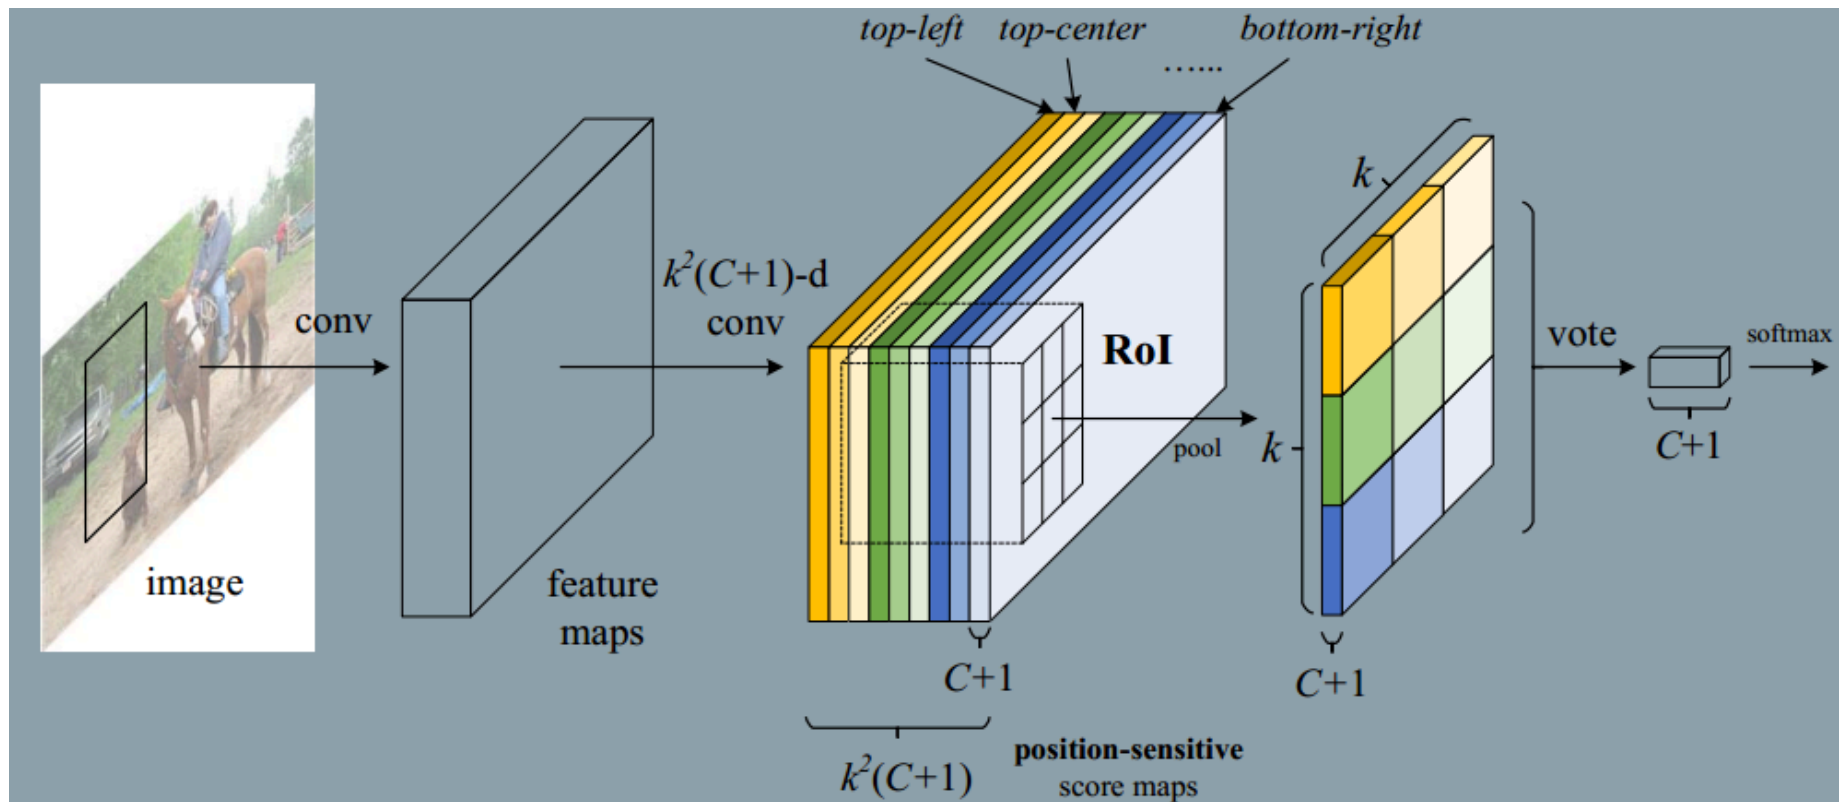 top-left
top-center
bottom-right
…...
k
conv
k²(C+1)-d
conv
RoI
vote
softmax
pool
k
C+1
image
feature
maps
C+1
C+1
k²(C+1)
position-sensitive
score maps